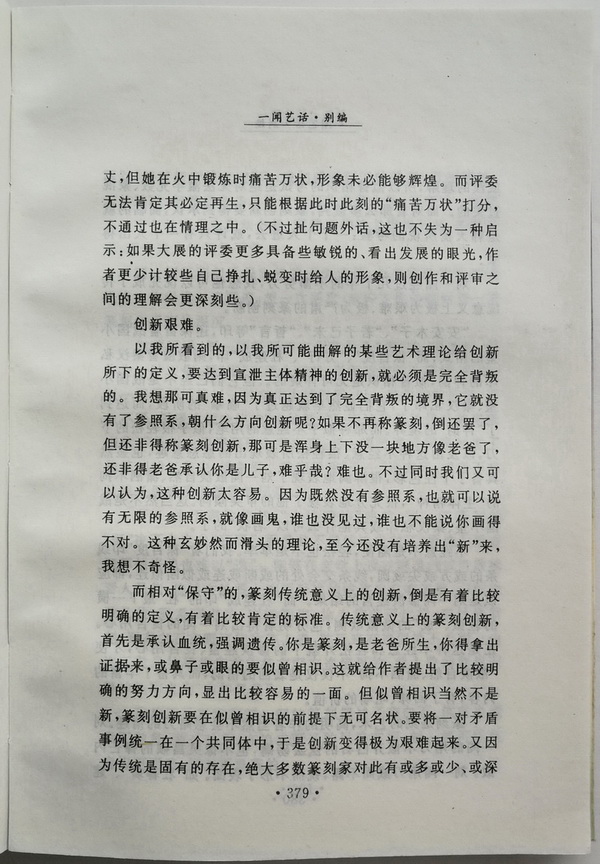 一闻艺话·别编
丈，但她在火中锻炼时痛苦万状，形象未必能够辉煌。而评委
无法肯定其必定再生，只能根据此时此刻的“痛苦万状”打分，
不通过也在情理之中。（不过扯句题外话，这也不失为一种启
示：如果大展的评委更多具备些敏锐的、看出发展的眼光，作
者更少计较些自己挣扎、蜕变时给人的形象，则创作和评审之
间的理解会更深刻些。）
创新艰难。
以我所看到的，以我所可能曲解的某些艺术理论给创新
所下的定义，要达到宣泄主体精神的创新，就必须是完全背叛
的。我想那可真难，因为真正达到了完全背叛的境界，它就没
有了参照系，朝什么方向创新呢？如果不再称篆刻，倒还罢了，
但还非得称篆刻创新，那可是浑身上下没一块地方像老爸了，
还非得老爸承认你是儿子，难乎哉？难也。不过同时我们又可
以认为，这种创新太容易。因为既然没有参照系，也就可以说
有无限的参照系，就像画鬼，谁也没见过，谁也不能说你画得
不对。这种玄妙然而滑头的理论，至今还没有培养出“新”来，
我想不奇怪。
而相对“保守”的，篆刻传统意义上的创新，倒是有着比较
明确的定义，有着比较肯定的标准。传统意义上的篆刻创新，
首先是承认血统，强调遗传。你是篆刻，是老爸所生，你得拿出
证据来，或鼻子或眼的要似曾相识。这就给作者提出了比较明
确的努力方向，显出比较容易的一面。但似曾相识当然不是
新，篆刻创新要在似曾相识的前提下无可名状。要将一对矛盾
事例统一在一个共同体中，于是创新变得极为艰难起来。又因
为传统是固有的存在，绝大多数篆刻家对此有或多或少、或深
·379·